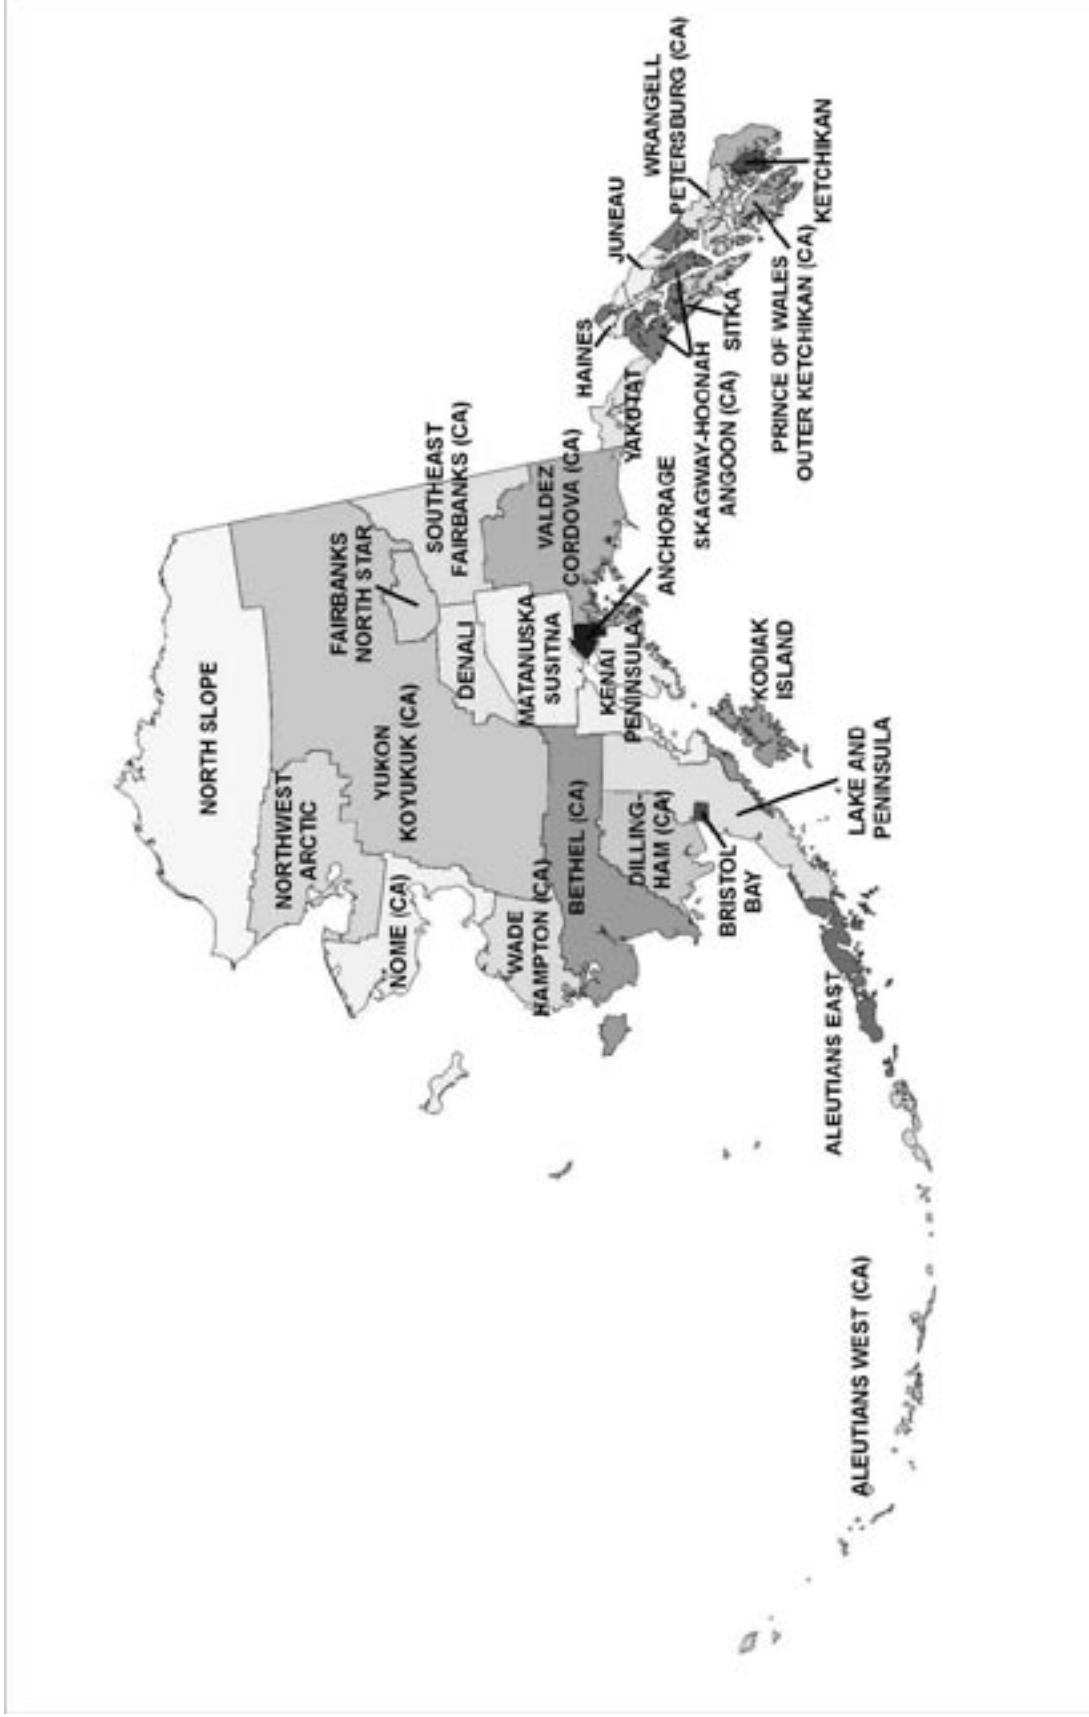 NORTH SLOPE
NORTHWEST
ARCTIC
NOME (CA)
YUKON
KOYUKUK (CA)
FAIRBANKS
NORTH STAR
SOUTHEAST
FAIRBANKS (CA)
DENALI
WADE
HAMPTON (CA)
BETHEL (CA)
MATANUSKA
SUSITNA
VALDEZ
CORDOVA (CA)
DILLING-
HAM (CA)
KENAI
PENINSULA
ANCHORAGE
BRISTOL
BAY
LAKE AND
PENINSULA
KODIAK
ISLAND
ALEUTIANS EAST
ALEUTIANS WEST (CA)
YAKUTAT
HAINES
JUNEAU
SKAGWAY-HOONAH
ANGOON (CA)
SITKA
WRANGELL
PETERSBURG (CA)
PRINCE OF WALES
OUTER KETCHIKAN (CA)
KETCHIKAN